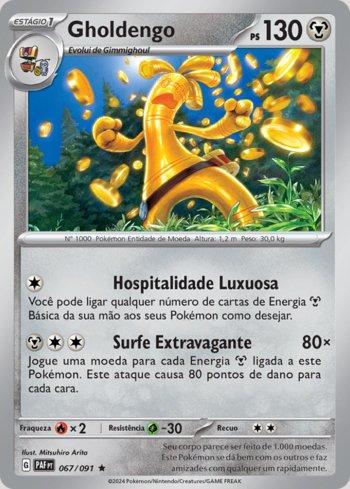 ESTÁGIO 1
Gholdengo
PS 130
Evolui de Gimmighoul
Nº 1000 Pokémon Entidade de Moeda Altura: 1,2 m Peso: 30,0 kg
Hospitalidade Luxuosa
Você pode ligar qualquer número de cartas de Energia
Básica da sua mão aos seus Pokémon como desejar.
Surfe Extravagante 80×
Jogue uma moeda para cada Energia ligada a este
Pokémon. Este ataque causa 80 pontos de dano para
cada cara.
Fraqueza × 2 Resistência -30 Recuo
Ilust. Mitsuhiro Arita
Seu corpo parece ser feito de 1.000 moedas.
Este Pokémon se dá bem com os outros e faz
amizades com qualquer um rapidamente.
G PAF PT 067/091 ★
©2024 Pokémon/Nintendo/Creatures/GAME FREAK